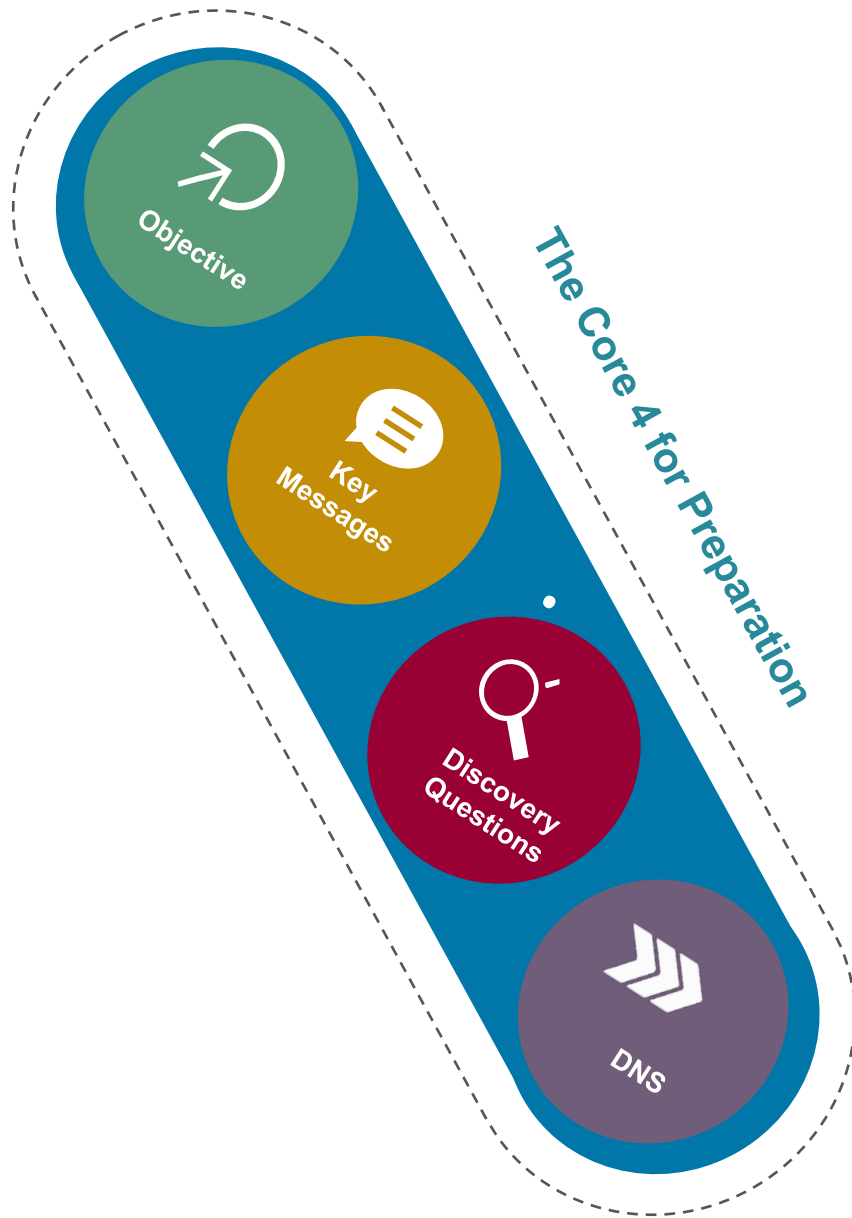 The Core 4 for Preparation
Objective
Key
Messages
Discovery
Questions
DNS